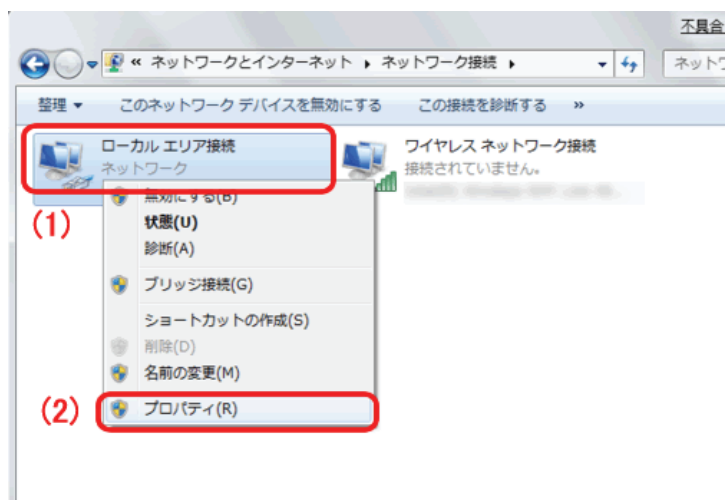 不具合
« ネットワークとインターネット ▸ ネットワーク接続 ▸
ネットワ
整理 ▼ このネットワーク デバイスを無効にする この接続を診断する »
ローカル エリア接続
ネットワーク
ワイヤレス ネットワーク接続
接続されていません。
(1)
無効にする(B)
状態(U)
診断(A)
ブリッジ接続(G)
ショートカットの作成(S)
削除(D)
名前の変更(M)
(2)
プロパティ(R)